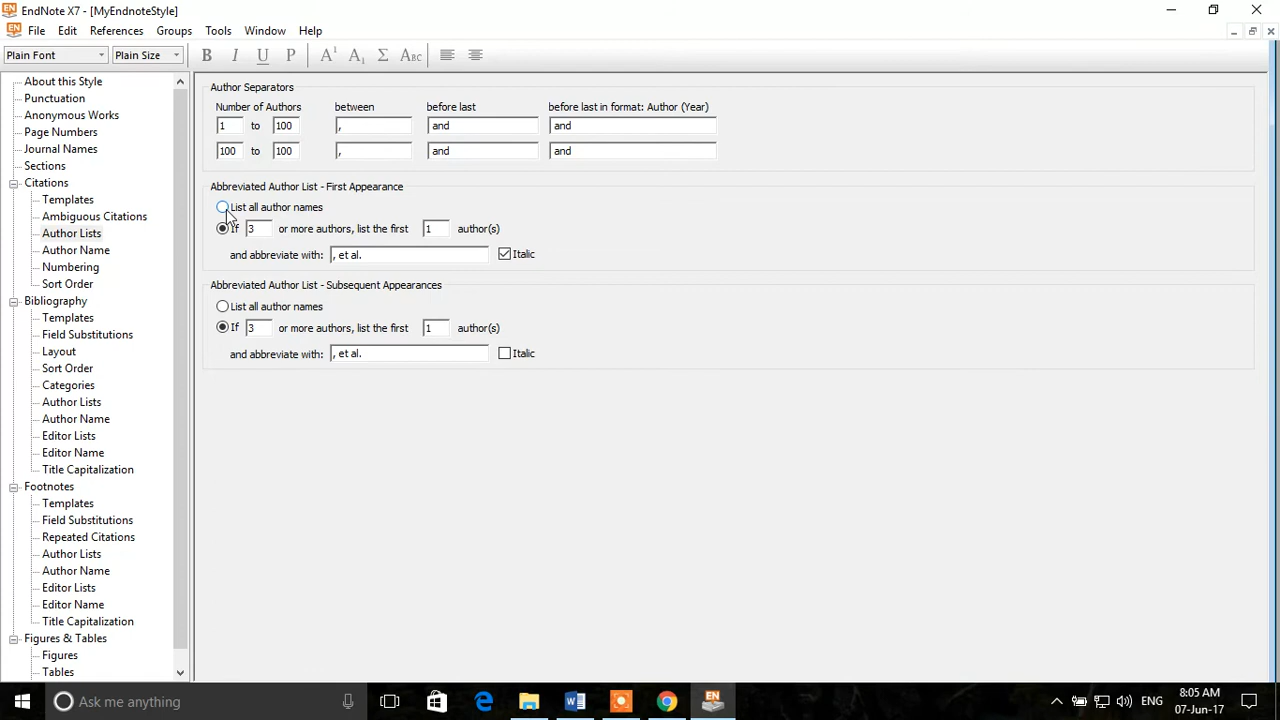 EndNote X7 - [MyEndnoteStyle]
File Edit References Groups Tools Window Help
Plain Font Plain Size B I U P A¹ A₁ Σ ABC
About this Style
Punctuation
Anonymous Works
Page Numbers
Journal Names
Sections
Citations
Templates
Ambiguous Citations
Author Lists
Author Name
Numbering
Sort Order
Bibliography
Templates
Field Substitutions
Layout
Sort Order
Categories
Author Lists
Author Name
Editor Lists
Editor Name
Title Capitalization
Footnotes
Templates
Field Substitutions
Repeated Citations
Author Lists
Author Name
Editor Lists
Editor Name
Title Capitalization
Figures & Tables
Figures
Tables
Author Separators
Number of Authors between before last before last in format: Author (Year)
1 to 100 , and and
100 to 100 , and and
Abbreviated Author List - First Appearance
List all author names
If 3 or more authors, list the first 1 author(s)
and abbreviate with: , et al. Italic
Abbreviated Author List - Subsequent Appearances
List all author names
If 3 or more authors, list the first 1 author(s)
and abbreviate with: , et al. Italic
Ask me anything
ENG
8:05 AM
07-Jun-17